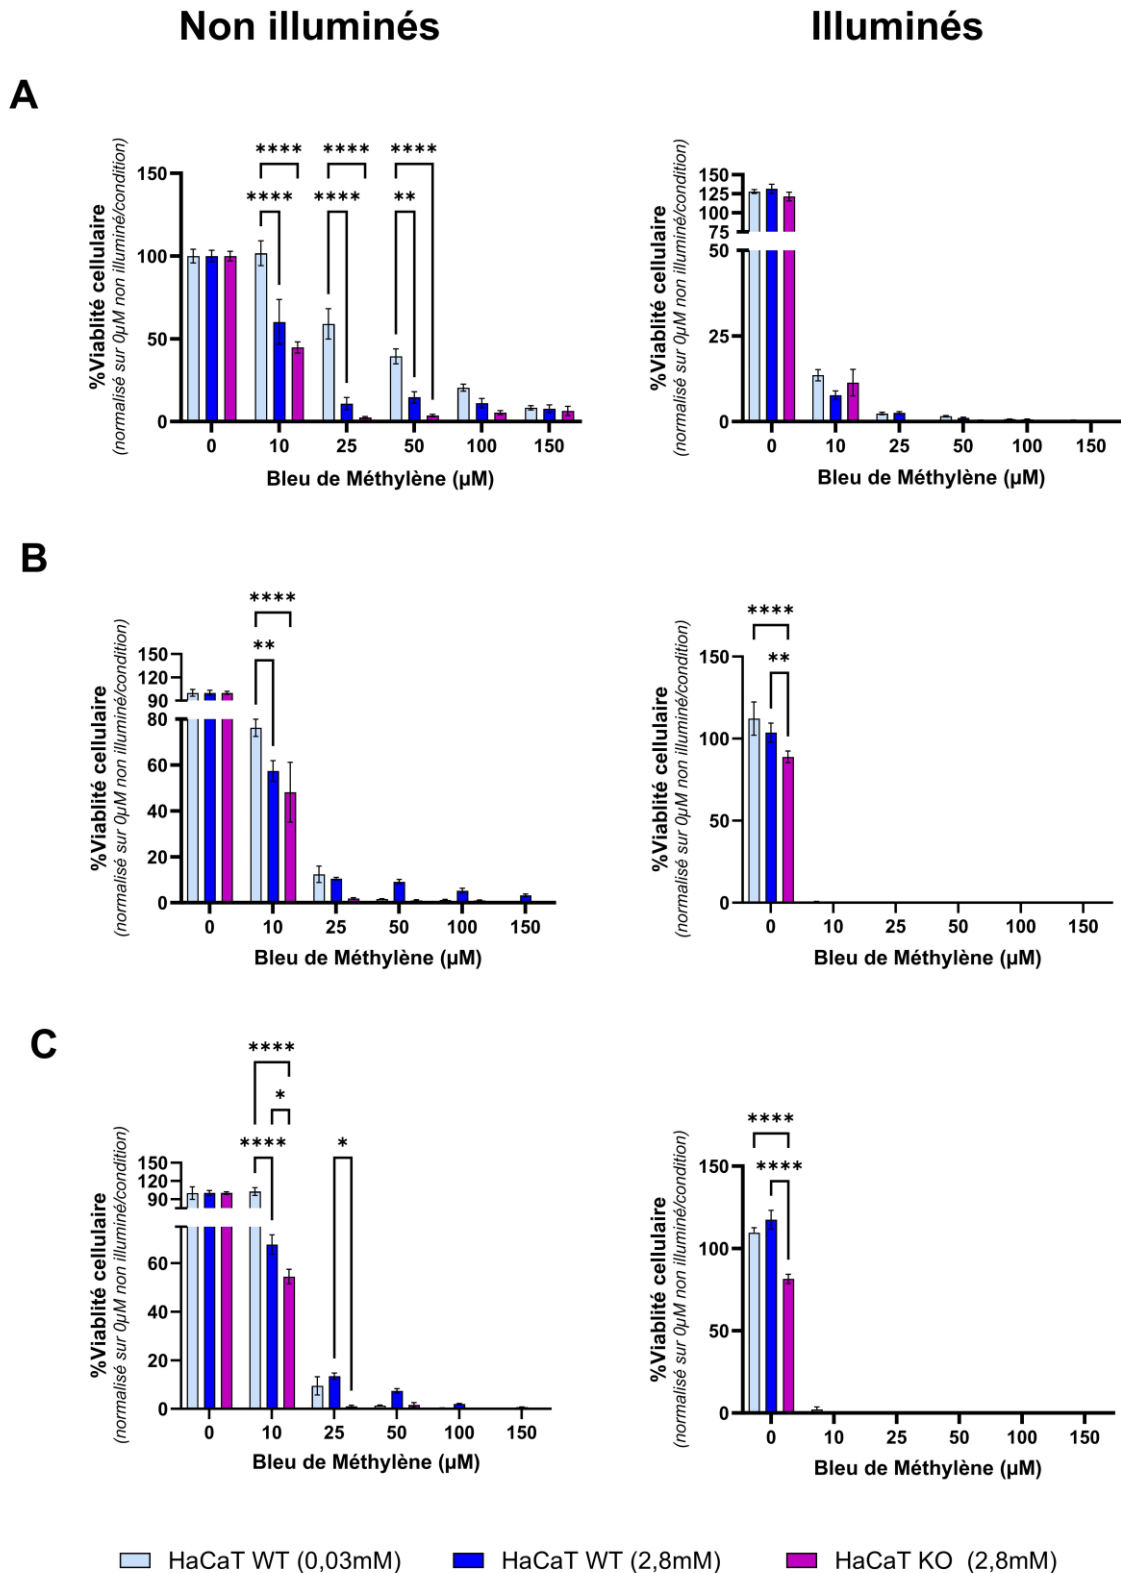 Non illuminés
Illuminés
A
%Viablité cellulaire
(normalisé sur 0µM non illuminé/condition)
150
100
50
0
**** **** ****
**** **** **
0 10 25 50 100 150
Bleu de Méthylène (µM)
%Viablité cellulaire
(normalisé sur 0µM non illuminé/condition)
150
125
100
75
50
25
0
0 10 25 50 100 150
Bleu de Méthylène (µM)
B
%Viablité cellulaire
(normalisé sur 0µM non illuminé/condition)
150
120
90
80
60
40
20
0
****
**
0 10 25 50 100 150
Bleu de Méthylène (µM)
%Viablité cellulaire
(normalisé sur 0µM non illuminé/condition)
150
100
50
0
****
**
0 10 25 50 100 150
Bleu de Méthylène (µM)
C
%Viablité cellulaire
(normalisé sur 0µM non illuminé/condition)
150
120
90
60
40
20
0
****
*
**** *
0 10 25 50 100 150
Bleu de Méthylène (µM)
%Viablité cellulaire
(normalisé sur 0µM non illuminé/condition)
150
100
50
0
****
****
0 10 25 50 100 150
Bleu de Méthylène (µM)
HaCaT WT (0,03mM) HaCaT WT (2,8mM) HaCaT KO (2,8mM)